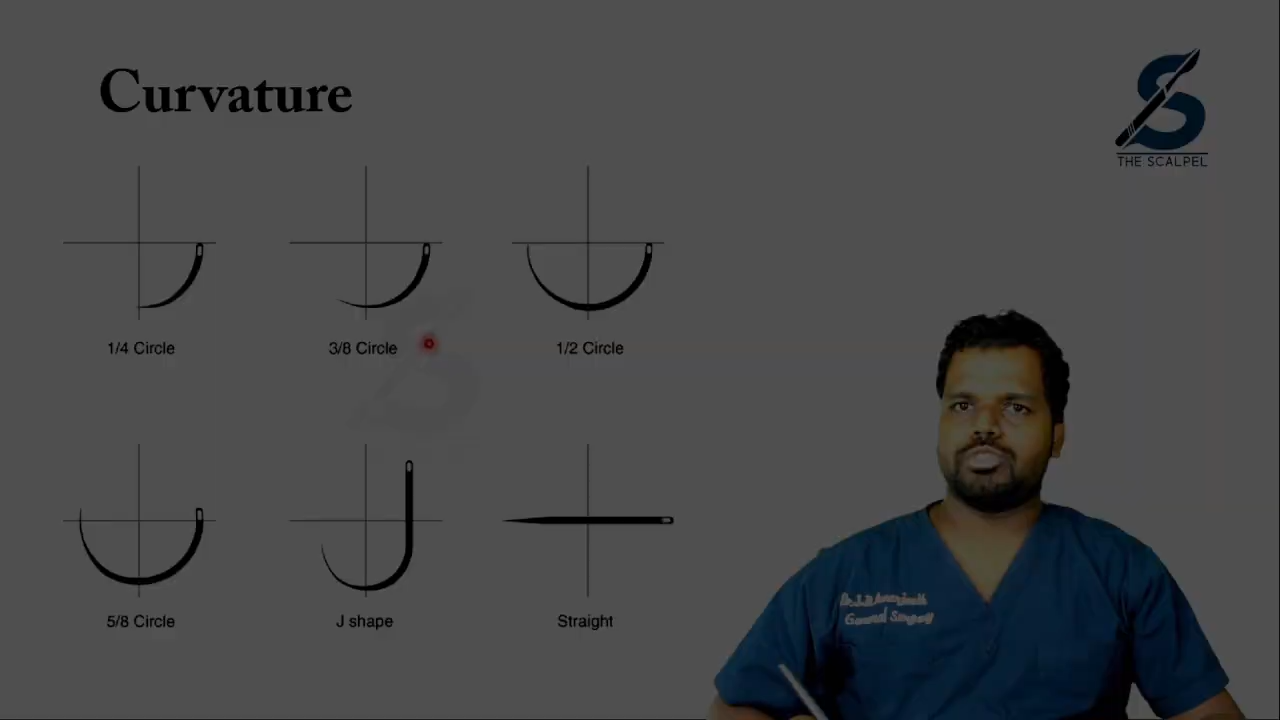 Curvature
THE SCALPEL
1/4 Circle
3/8 Circle
1/2 Circle
5/8 Circle
J shape
Straight
General Surgery